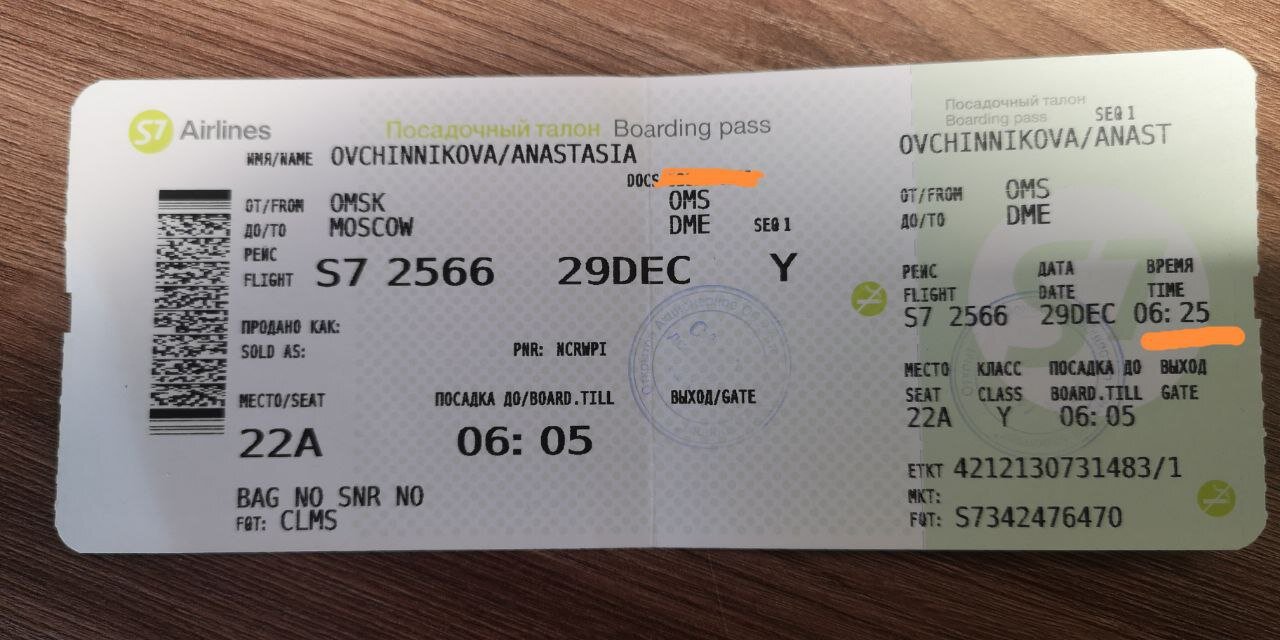 S7 Airlines
Посадочный талон Boarding pass
ИМЯ/NAME OVCHINNIKOVA/ANASTASIA
DOCS
ОТ/FROM OMSK OMS
ДО/TO MOSCOW DME SEQ 1
РЕЙС
FLIGHT S7 2566 29DEC Y
ПРОДАНО КАК:
SOLD AS:
PNR: NCRWPI
МЕСТО/SEAT ПОСАДКА ДО/BOARD.TILL ВЫХОД/GATE
22A 06: 05
BAG NO SNR NO
FQT: CLMS
Посадочный талон
Boarding pass SEQ 1
OVCHINNIKOVA/ANAST
ОТ/FROM OMS
ДО/TO DME
РЕЙС ДАТА ВРЕМЯ
FLIGHT DATE TIME
S7 2566 29DEC 06: 25
МЕСТО КЛАСС ПОСАДКА ДО ВЫХОД
SEAT CLASS BOARD.TILL GATE
22A Y 06: 05
ETKT 4212130731483/1
MKT:
FQT: S7342476470